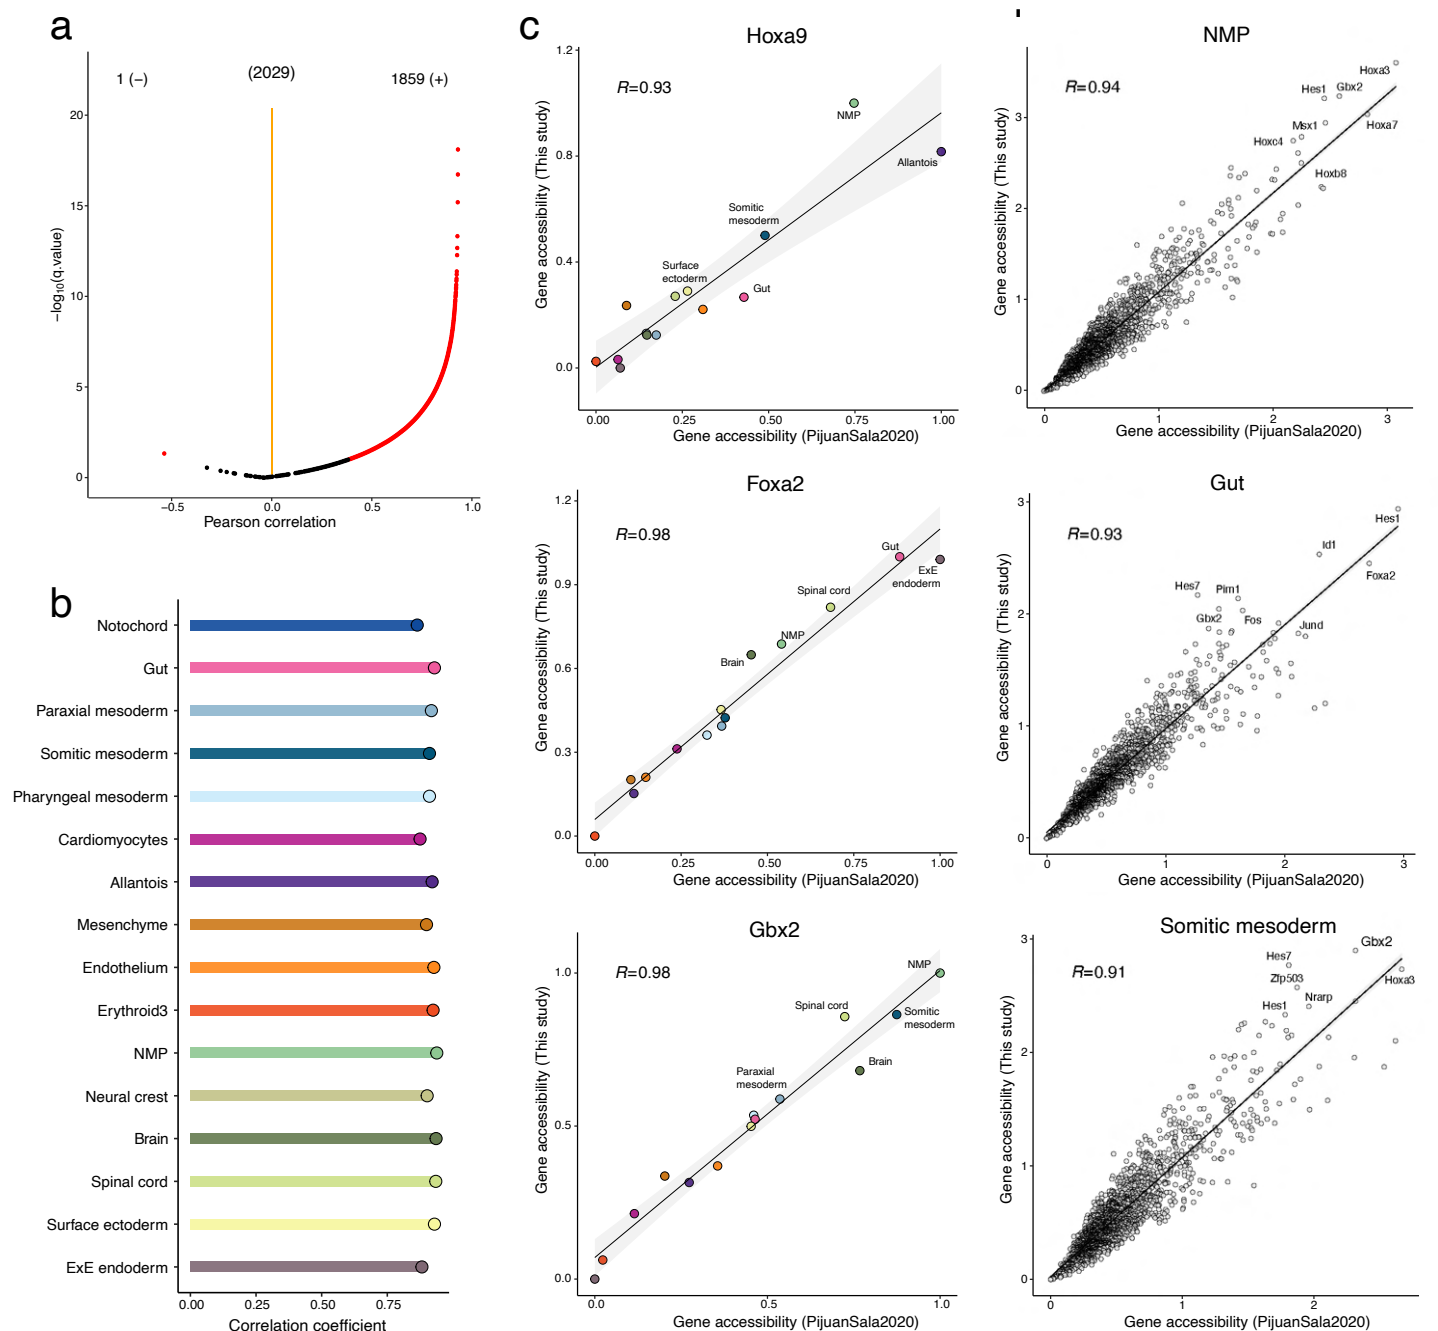 a
1 (−)
(2029)
1859 (+)
−log10(q.value)
20
15
10
5
0
−0.5
0.0
0.5
1.0
Pearson correlation
b
Notochord
Gut
Paraxial mesoderm
Somitic mesoderm
Pharyngeal mesoderm
Cardiomyocytes
Allantois
Mesenchyme
Endothelium
Erythroid3
NMP
Neural crest
Brain
Spinal cord
Surface ectoderm
ExE endoderm
0.00
0.25
0.50
0.75
Correlation coefficient
c
Hoxa9
R=0.93
Gene accessibility (This study)
1.2
0.8
0.4
0.0
NMP
Allantois
Somitic
mesoderm
Surface
ectoderm
Gut
0.00
0.25
0.50
0.75
1.00
Gene accessibility (PijuanSala2020)
NMP
R=0.94
Gene accessibility (This study)
3
2
1
0
Hoxa3
Hes1
Gbx2
Msx1
Hoxa7
Hoxc4
Hoxb8
0
1
2
3
Gene accessibility (PijuanSala2020)
Foxa2
R=0.98
Gene accessibility (This study)
1.2
0.9
0.6
0.3
0.0
Gut
ExE
endoderm
Spinal cord
NMP
Brain
0.00
0.25
0.50
0.75
1.00
Gene accessibility (PijuanSala2020)
Gut
R=0.93
Gene accessibility (This study)
3
2
1
0
Hes1
Id1
Foxa2
Hes7
Pim1
Gbx2
Fos
Jund
0
1
2
3
Gene accessibility (PijuanSala2020)
Gbx2
R=0.98
Gene accessibility (This study)
1.0
0.5
0.0
NMP
Spinal cord
Somitic
mesoderm
Brain
Paraxial
mesoderm
0.0
0.5
1.0
Gene accessibility (PijuanSala2020)
Somitic mesoderm
R=0.91
Gene accessibility (This study)
3
2
1
0
Gbx2
Hes7
Zfp503
Hoxa3
Nrarp
Hes1
0
1
2
Gene accessibility (PijuanSala2020)